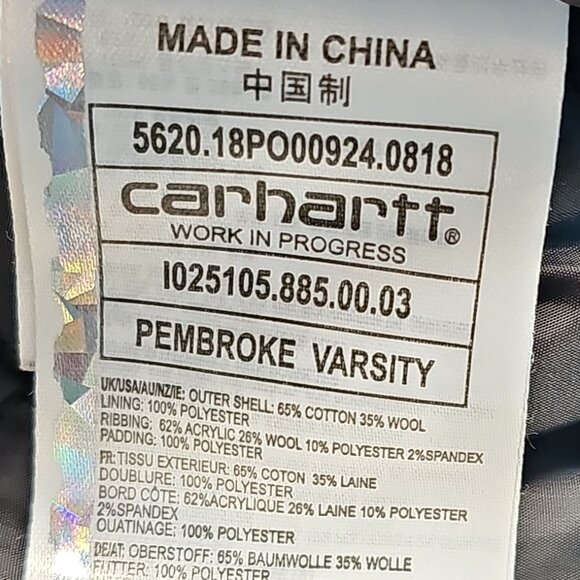 MADE IN CHINA
中国制
5620.18PO00924.0818
carhartt®
WORK IN PROGRESS
I025105.885.00.03
PEMBROKE VARSITY
UK/USA/AU/NZ/IE: OUTER SHELL: 65% COTTON 35% WOOL
LINING: 100% POLYESTER
RIBBING: 62% ACRYLIC 26% WOOL 10% POLYESTER 2%SPANDEX
PADDING: 100% POLYESTER
FR: TISSU EXTERIEUR: 65% COTON 35% LAINE
DOUBLURE: 100% POLYESTER
BORD CÔTE: 62%ACRYLIQUE 26% LAINE 10% POLYESTER
2%SPANDEX
OUATINAGE: 100% POLYESTER
DE/AT: OBERSTOFF: 65% BAUMWOLLE 35% WOLLE
FUTTER: 100% POLYESTER